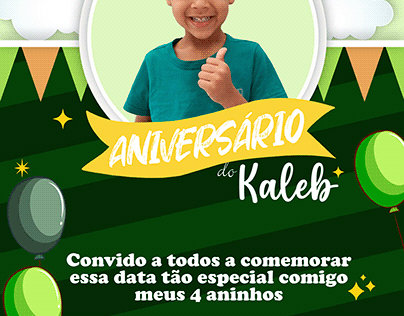 ANIVERSÁRIO
do
Kaleb
Convido a todos a comemorar
essa data tão especial comigo
meus 4 aninhos